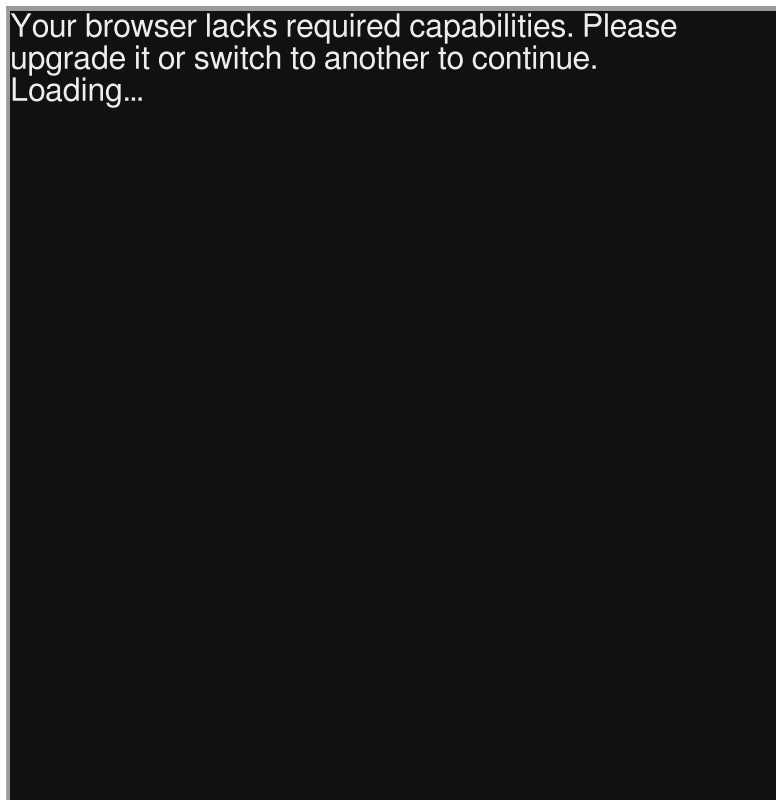 Your browser lacks required capabilities. Please
upgrade it or switch to another to continue.
Loading…